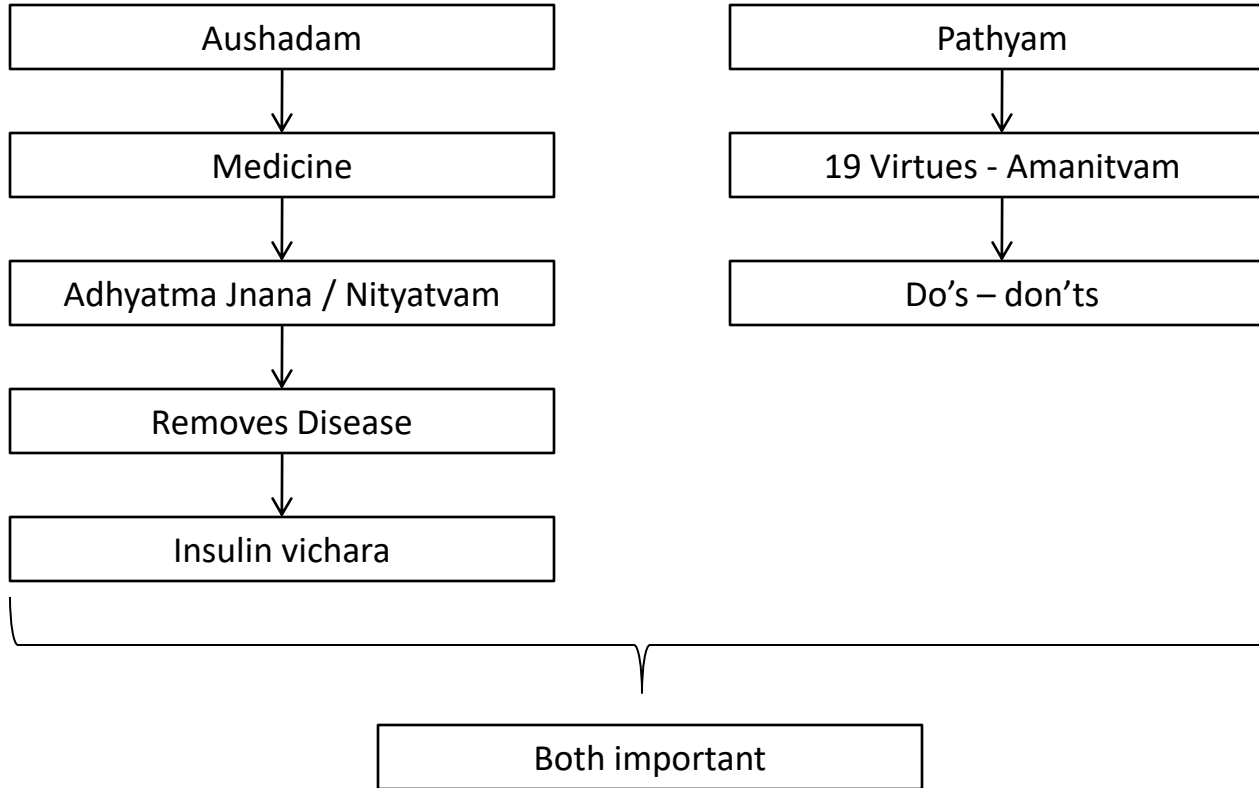 Aushadam
Medicine
Adhyatma Jnana / Nityatvam
Removes Disease
Insulin vichara
Pathyam
19 Virtues - Amanitvam
Do’s – don’ts
Both important